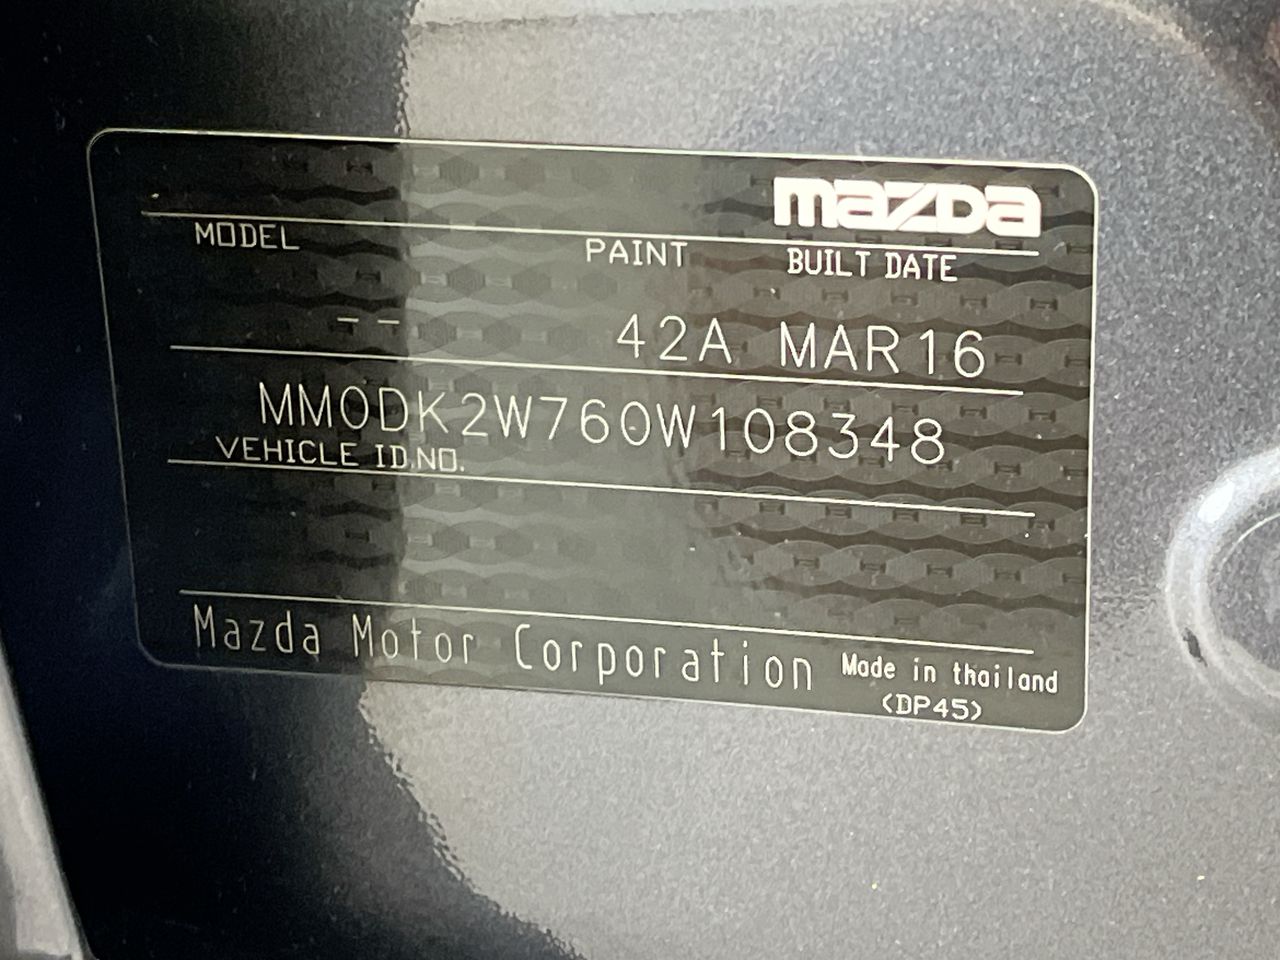 mazda
MODEL PAINT BUILT DATE
-- 42A MAR16
MM0DK2W760W108348
VEHICLE ID.NO.
Mazda Motor Corporation Made in thailand
(DP45)